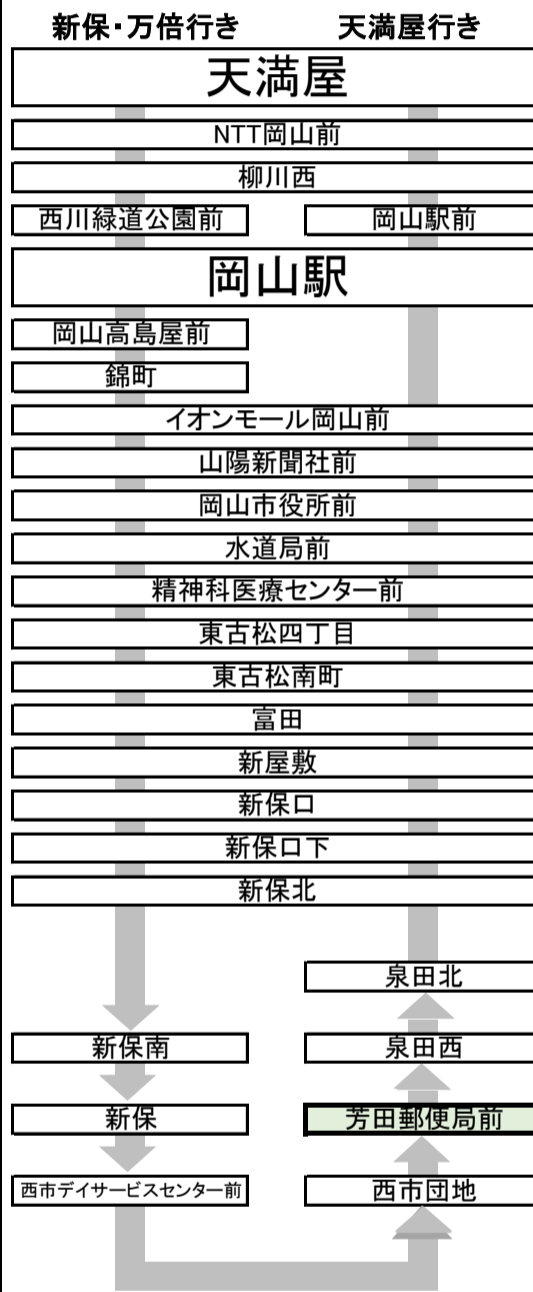 新保・万倍行き 天満屋行き
天満屋
NTT岡山前
柳川西
西川緑道公園前 岡山駅前
岡山駅
岡山高島屋前
錦町
イオンモール岡山前
山陽新聞社前
岡山市役所前
水道局前
精神科医療センター前
東古松四丁目
東古松南町
富田
新屋敷
新保口
新保口下
新保北
泉田北
新保南 泉田西
新保 芳田郵便局前
西市デイサービスセンター前 西市団地